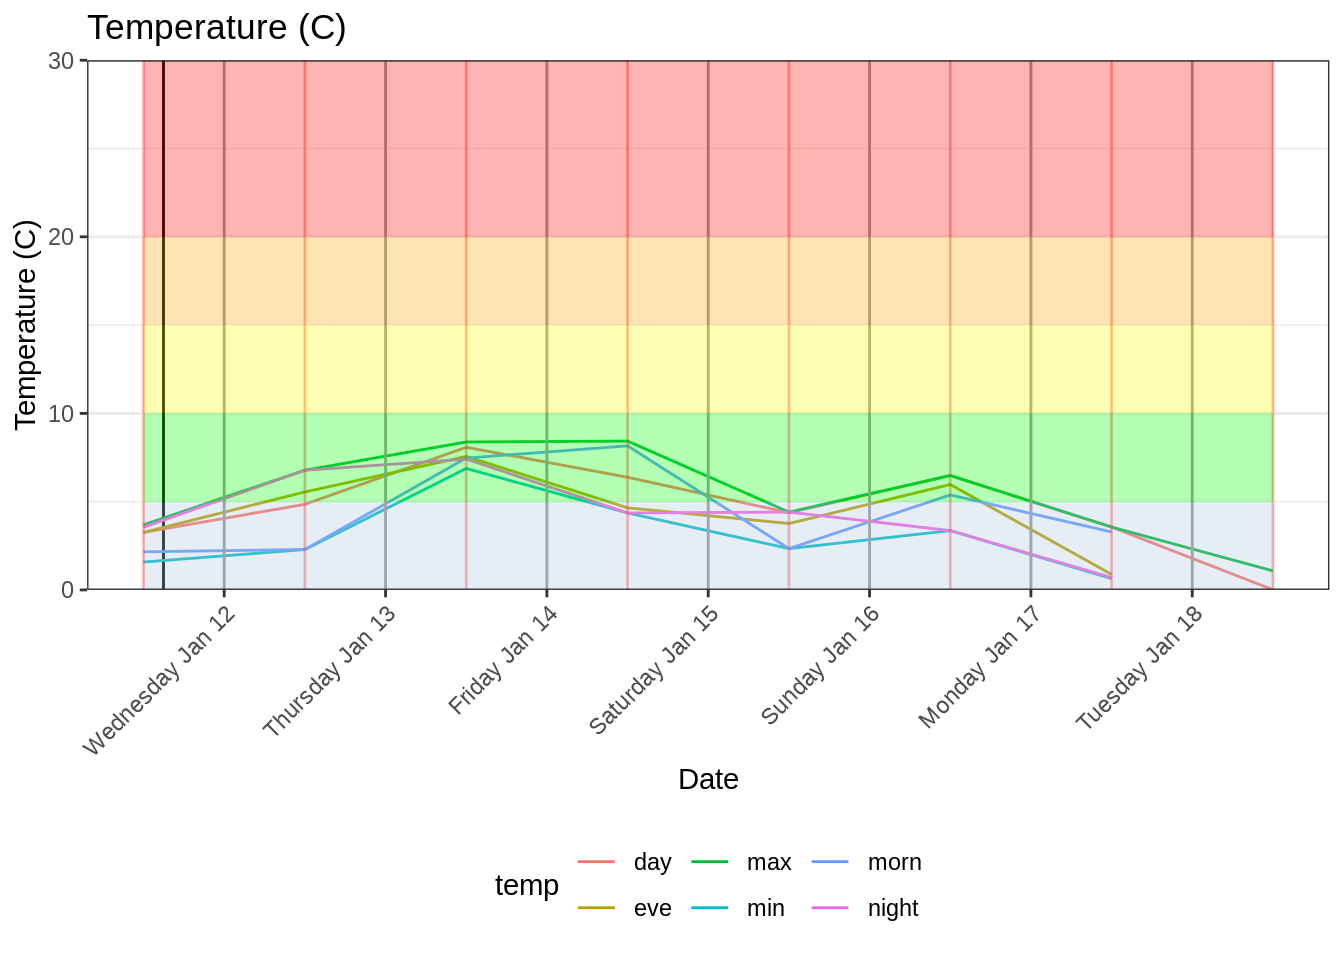 Temperature (C)
30
20
10
0
Temperature (C)
Wednesday Jan 12
Thursday Jan 13
Friday Jan 14
Saturday Jan 15
Sunday Jan 16
Monday Jan 17
Tuesday Jan 18
Date
temp
day
max
morn
eve
min
night